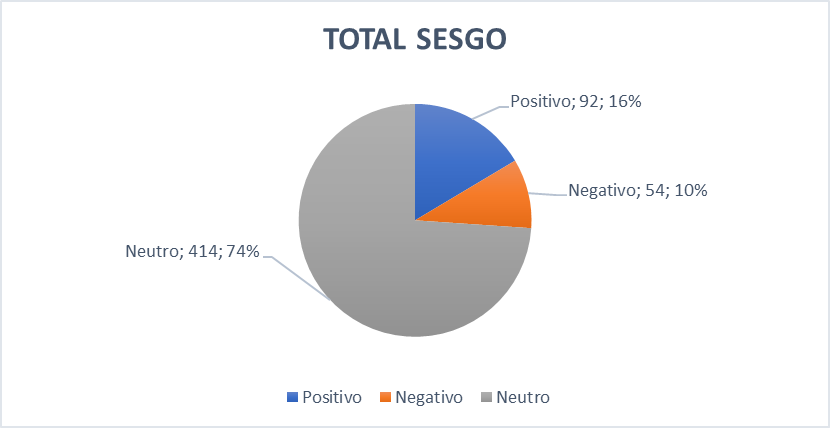 TOTAL SESGO
Positivo; 92; 16%
Negativo; 54; 10%
Neutro; 414; 74%
Positivo Negativo Neutro